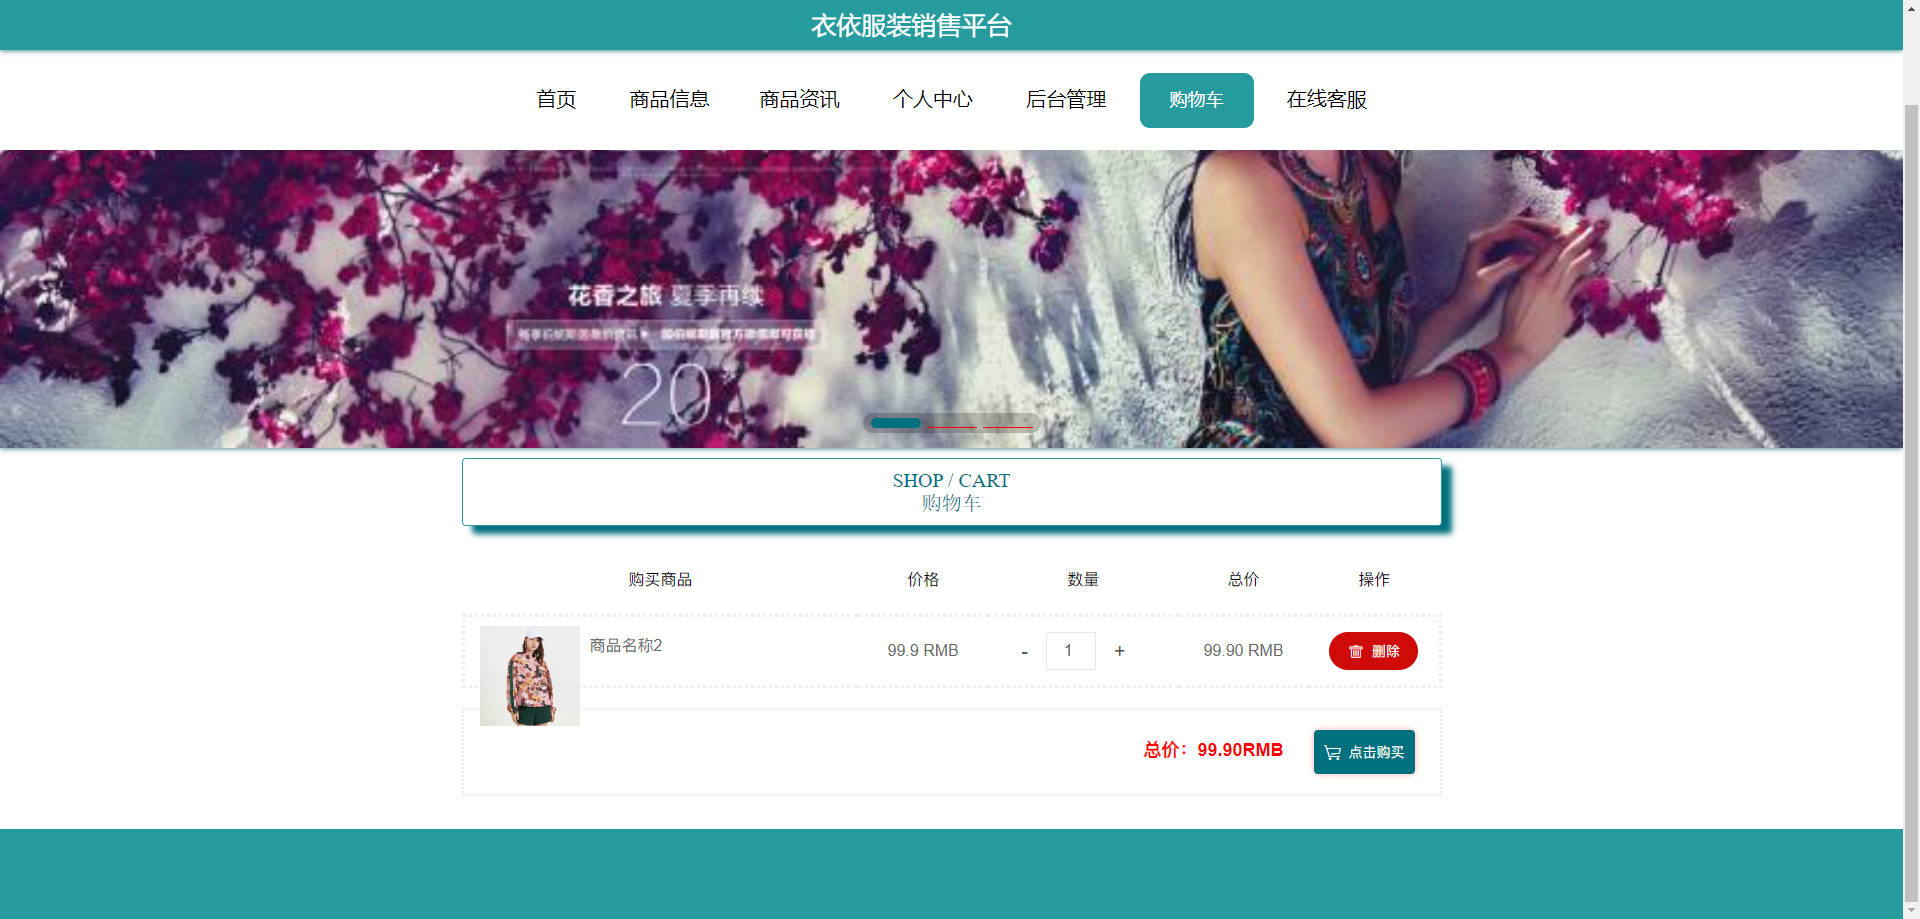 衣依服装销售平台
首页 商品信息 商品资讯 个人中心 后台管理 购物车 在线客服
花香之旅 夏季再续
20
SHOP / CART
购物车
购买商品 价格 数量 总价 操作
商品名称2 99.9 RMB - 1 + 99.90 RMB 删除
总价：99.90RMB 点击购买